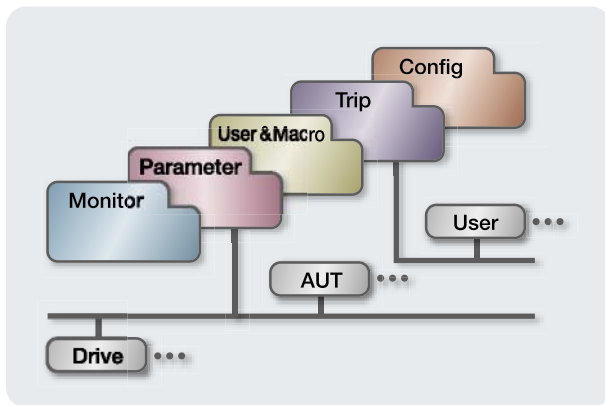 Config
Trip
User & Macro
Parameter
Monitor
User
AUT
Drive